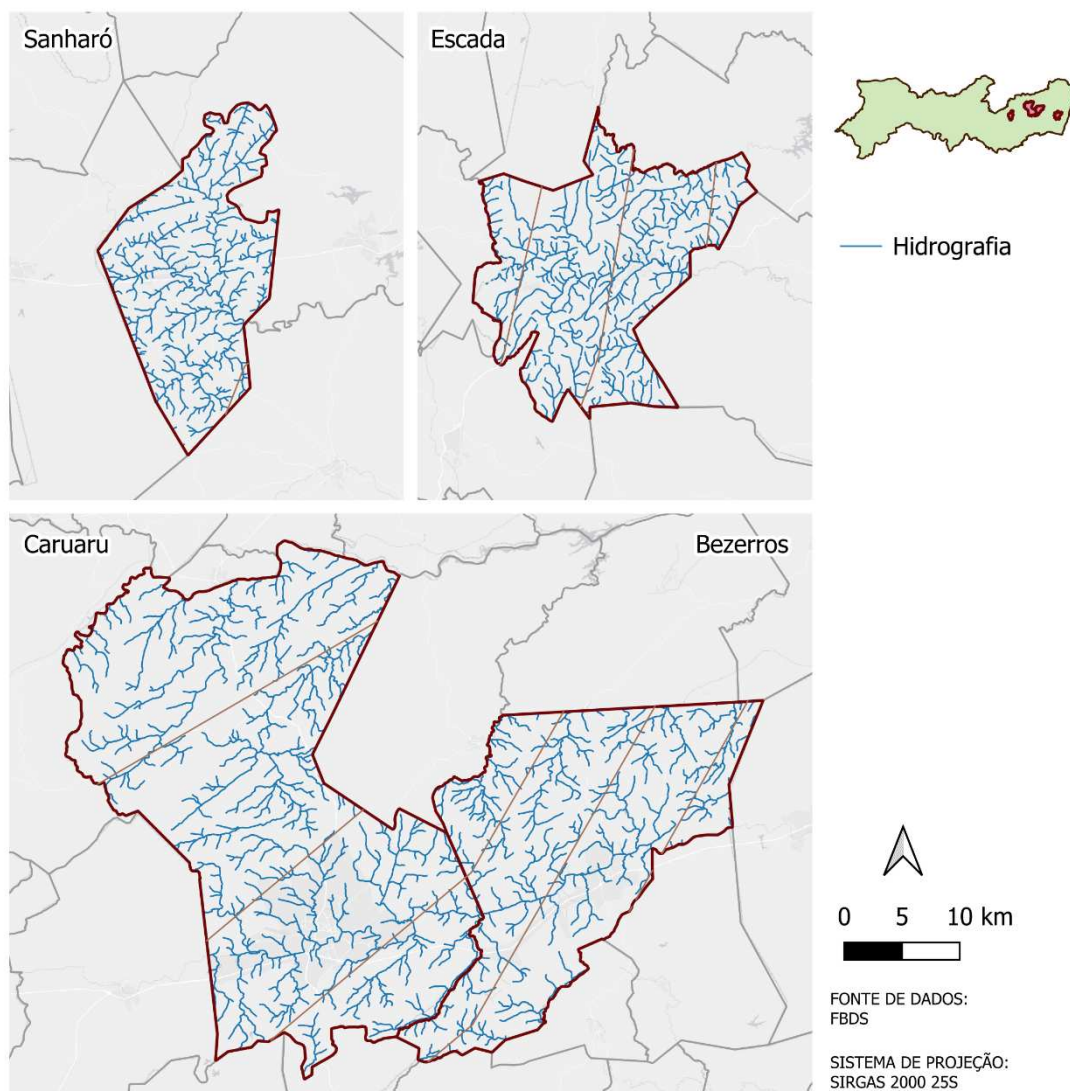 Sanharó
Escada
Hidrografia
Caruaru
Bezerros
0 5 10 km
FONTE DE DADOS:
FBDS
SISTEMA DE PROJEÇÃO:
SIRGAS 2000 25S